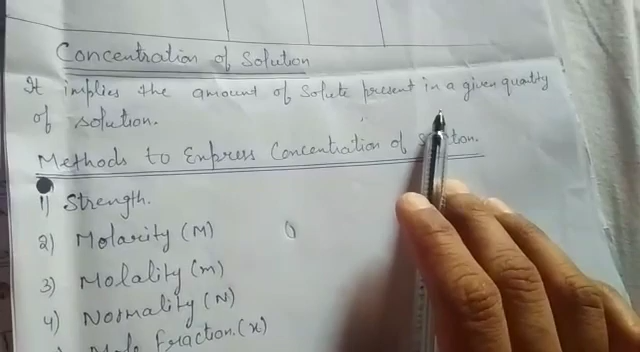 Concentration of Solution
It implies the amount of Solute present in a given quantity
of solution.
Methods to Express Concentration of
1) Strength.
2) Molarity (M)
3) Molality (m)
4) Normality (N)
Mole Fraction. (x)